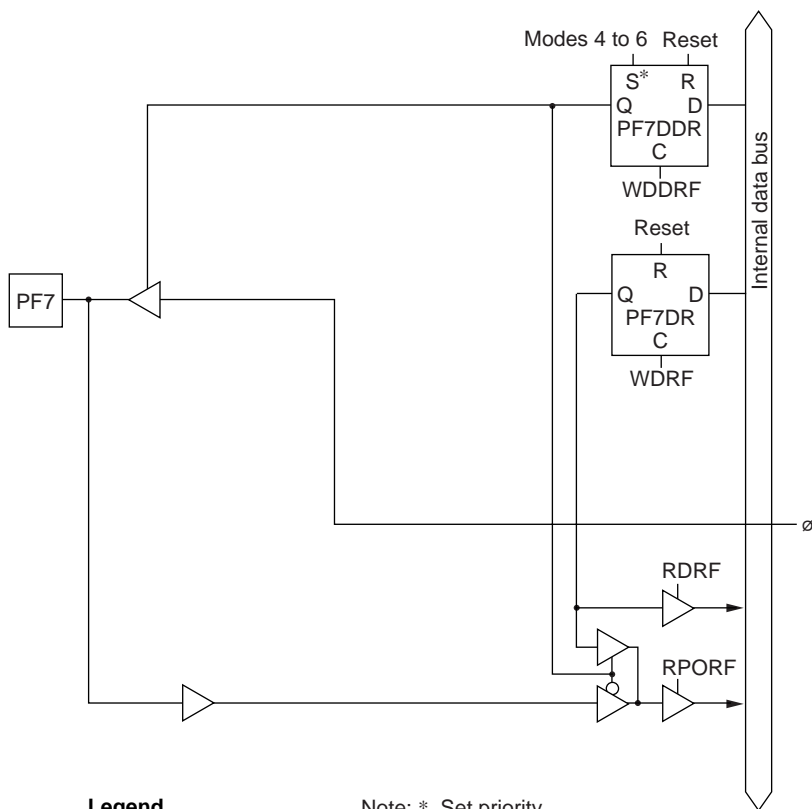 Modes 4 to 6 Reset
S* R
Q D
PF7DDR
C
WDDRF
Internal data bus
Reset
R
Q D
PF7DR
C
WDRF
PF7
ø
RDRF
RPORF
Legend
Note: * Set priority